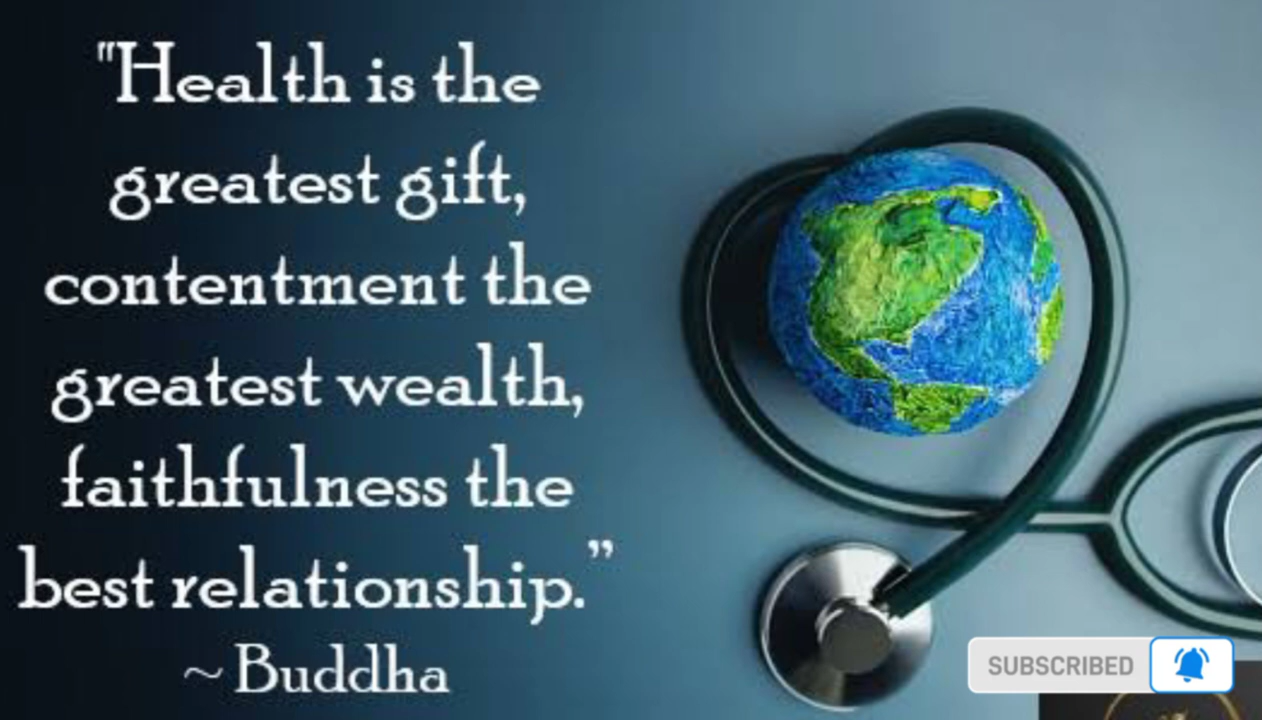 "Health is the
greatest gift,
contentment the
greatest wealth,
faithfulness the
best relationship.”
~ Buddha
SUBSCRIBED